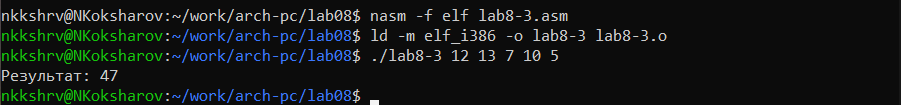 nkkshrv@NKoksharov:~/work/arch-pc/lab08$ nasm -f elf lab8-3.asm
nkkshrv@NKoksharov:~/work/arch-pc/lab08$ ld -m elf_i386 -o lab8-3 lab8-3.o
nkkshrv@NKoksharov:~/work/arch-pc/lab08$ ./lab8-3 12 13 7 10 5
Результат: 47
nkkshrv@NKoksharov:~/work/arch-pc/lab08$